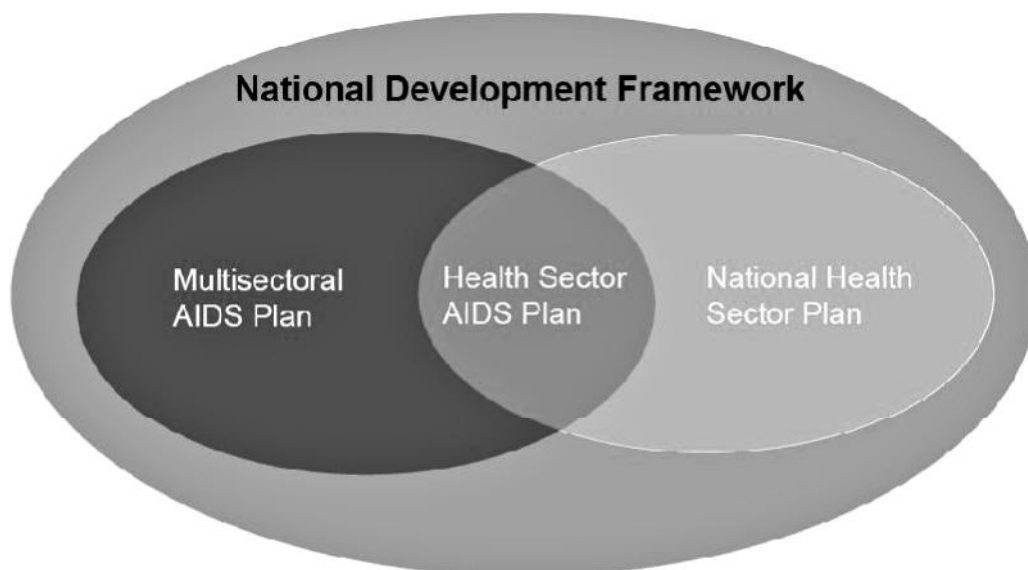 National Development Framework
Multisectoral
AIDS Plan
Health Sector
AIDS Plan
National Health
Sector Plan